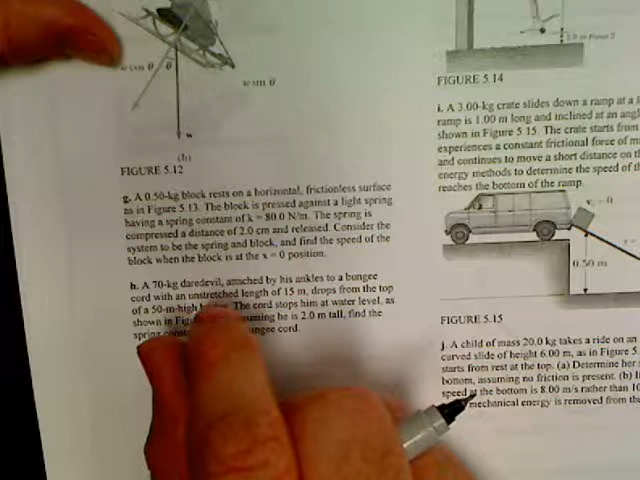 w cos θ
θ
w sin θ
w
(b)
FIGURE 5.12
g. A 0.50-kg block rests on a horizontal, frictionless surface
as in Figure 5.13. The block is pressed against a light spring
having a spring constant of k = 80.0 N/m. The spring is
compressed a distance of 2.0 cm and released. Consider the
system to be the spring and block, and find the speed of the
block when the block is at the x = 0 position.
h. A 70-kg daredevil, attached by his ankles to a bungee
cord with an unstretched length of 15 m, drops from the top
of a 50-m-high The cord stops him at water level, as
shown in he is 2.0 m tall, find the
spring cord.
FIGURE 5.14
i. A 3.00-kg crate slides down a ramp at a
ramp is 1.00 m long and inclined at an
shown in Figure 5.15. The crate starts from
experiences a constant frictional force of
and continues to move a short distance on
energy methods to determine the speed of
reaches the bottom of the ramp.
0.50 m
FIGURE 5.15
j. A child of mass 20.0 kg takes a ride on an
curved slide of height 6.00 m, as in Figure 5.
starts from rest at the top. (a) Determine her
bottom, assuming no friction is present. (b)
speed at the bottom is 8.00 m/s rather than
mechanical energy is removed from